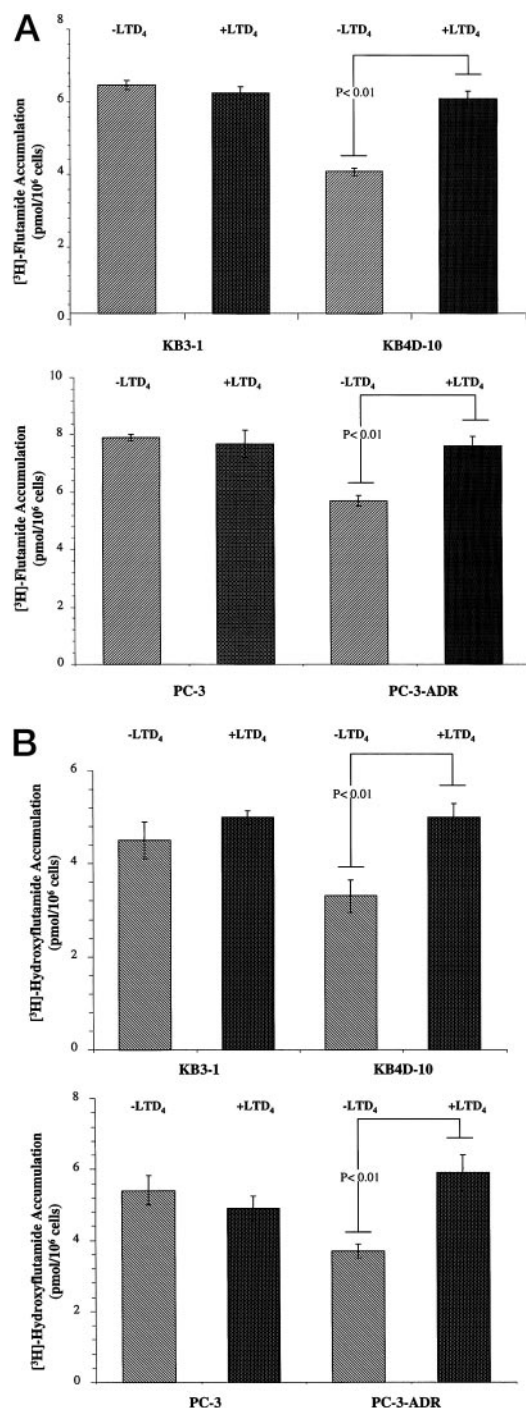 A
-LTD₄ +LTD₄ -LTD₄ +LTD₄
P< 0.01
[³H]-Flutamide Accumulation
(pmol/10⁶ cells)
6
4
2
0
KB3-1 KB4D-10
-LTD₄ +LTD₄ -LTD₄ +LTD₄
P< 0.01
[³H]-Flutamide Accumulation
(pmol/10⁶ cells)
10
8
6
4
2
0
PC-3 PC-3-ADR
B
-LTD₄ +LTD₄ -LTD₄ +LTD₄
P< 0.01
[³H]-Hydroxyflutamide Accumulation
(pmol/10⁶ cells)
6
4
2
0
KB3-1 KB4D-10
-LTD₄ +LTD₄ -LTD₄ +LTD₄
P< 0.01
[³H]-Hydroxyflutamide Accumulation
(pmol/10⁶ cells)
8
6
4
2
0
PC-3 PC-3-ADR